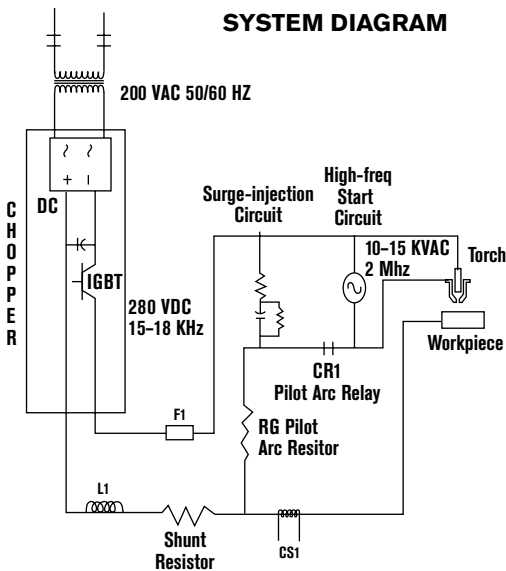 SYSTEM DIAGRAM
200 VAC 50/60 HZ
CHOPPER
~ ~
+ –
DC
IGBT
280 VDC
15–18 KHz
Surge-injection
Circuit
High-freq
Start
Circuit
10–15 KVAC
2 Mhz
~
Torch
Workpiece
CR1
Pilot Arc Relay
F1
RG Pilot
Arc Resitor
L1
Shunt
Resistor
CS1